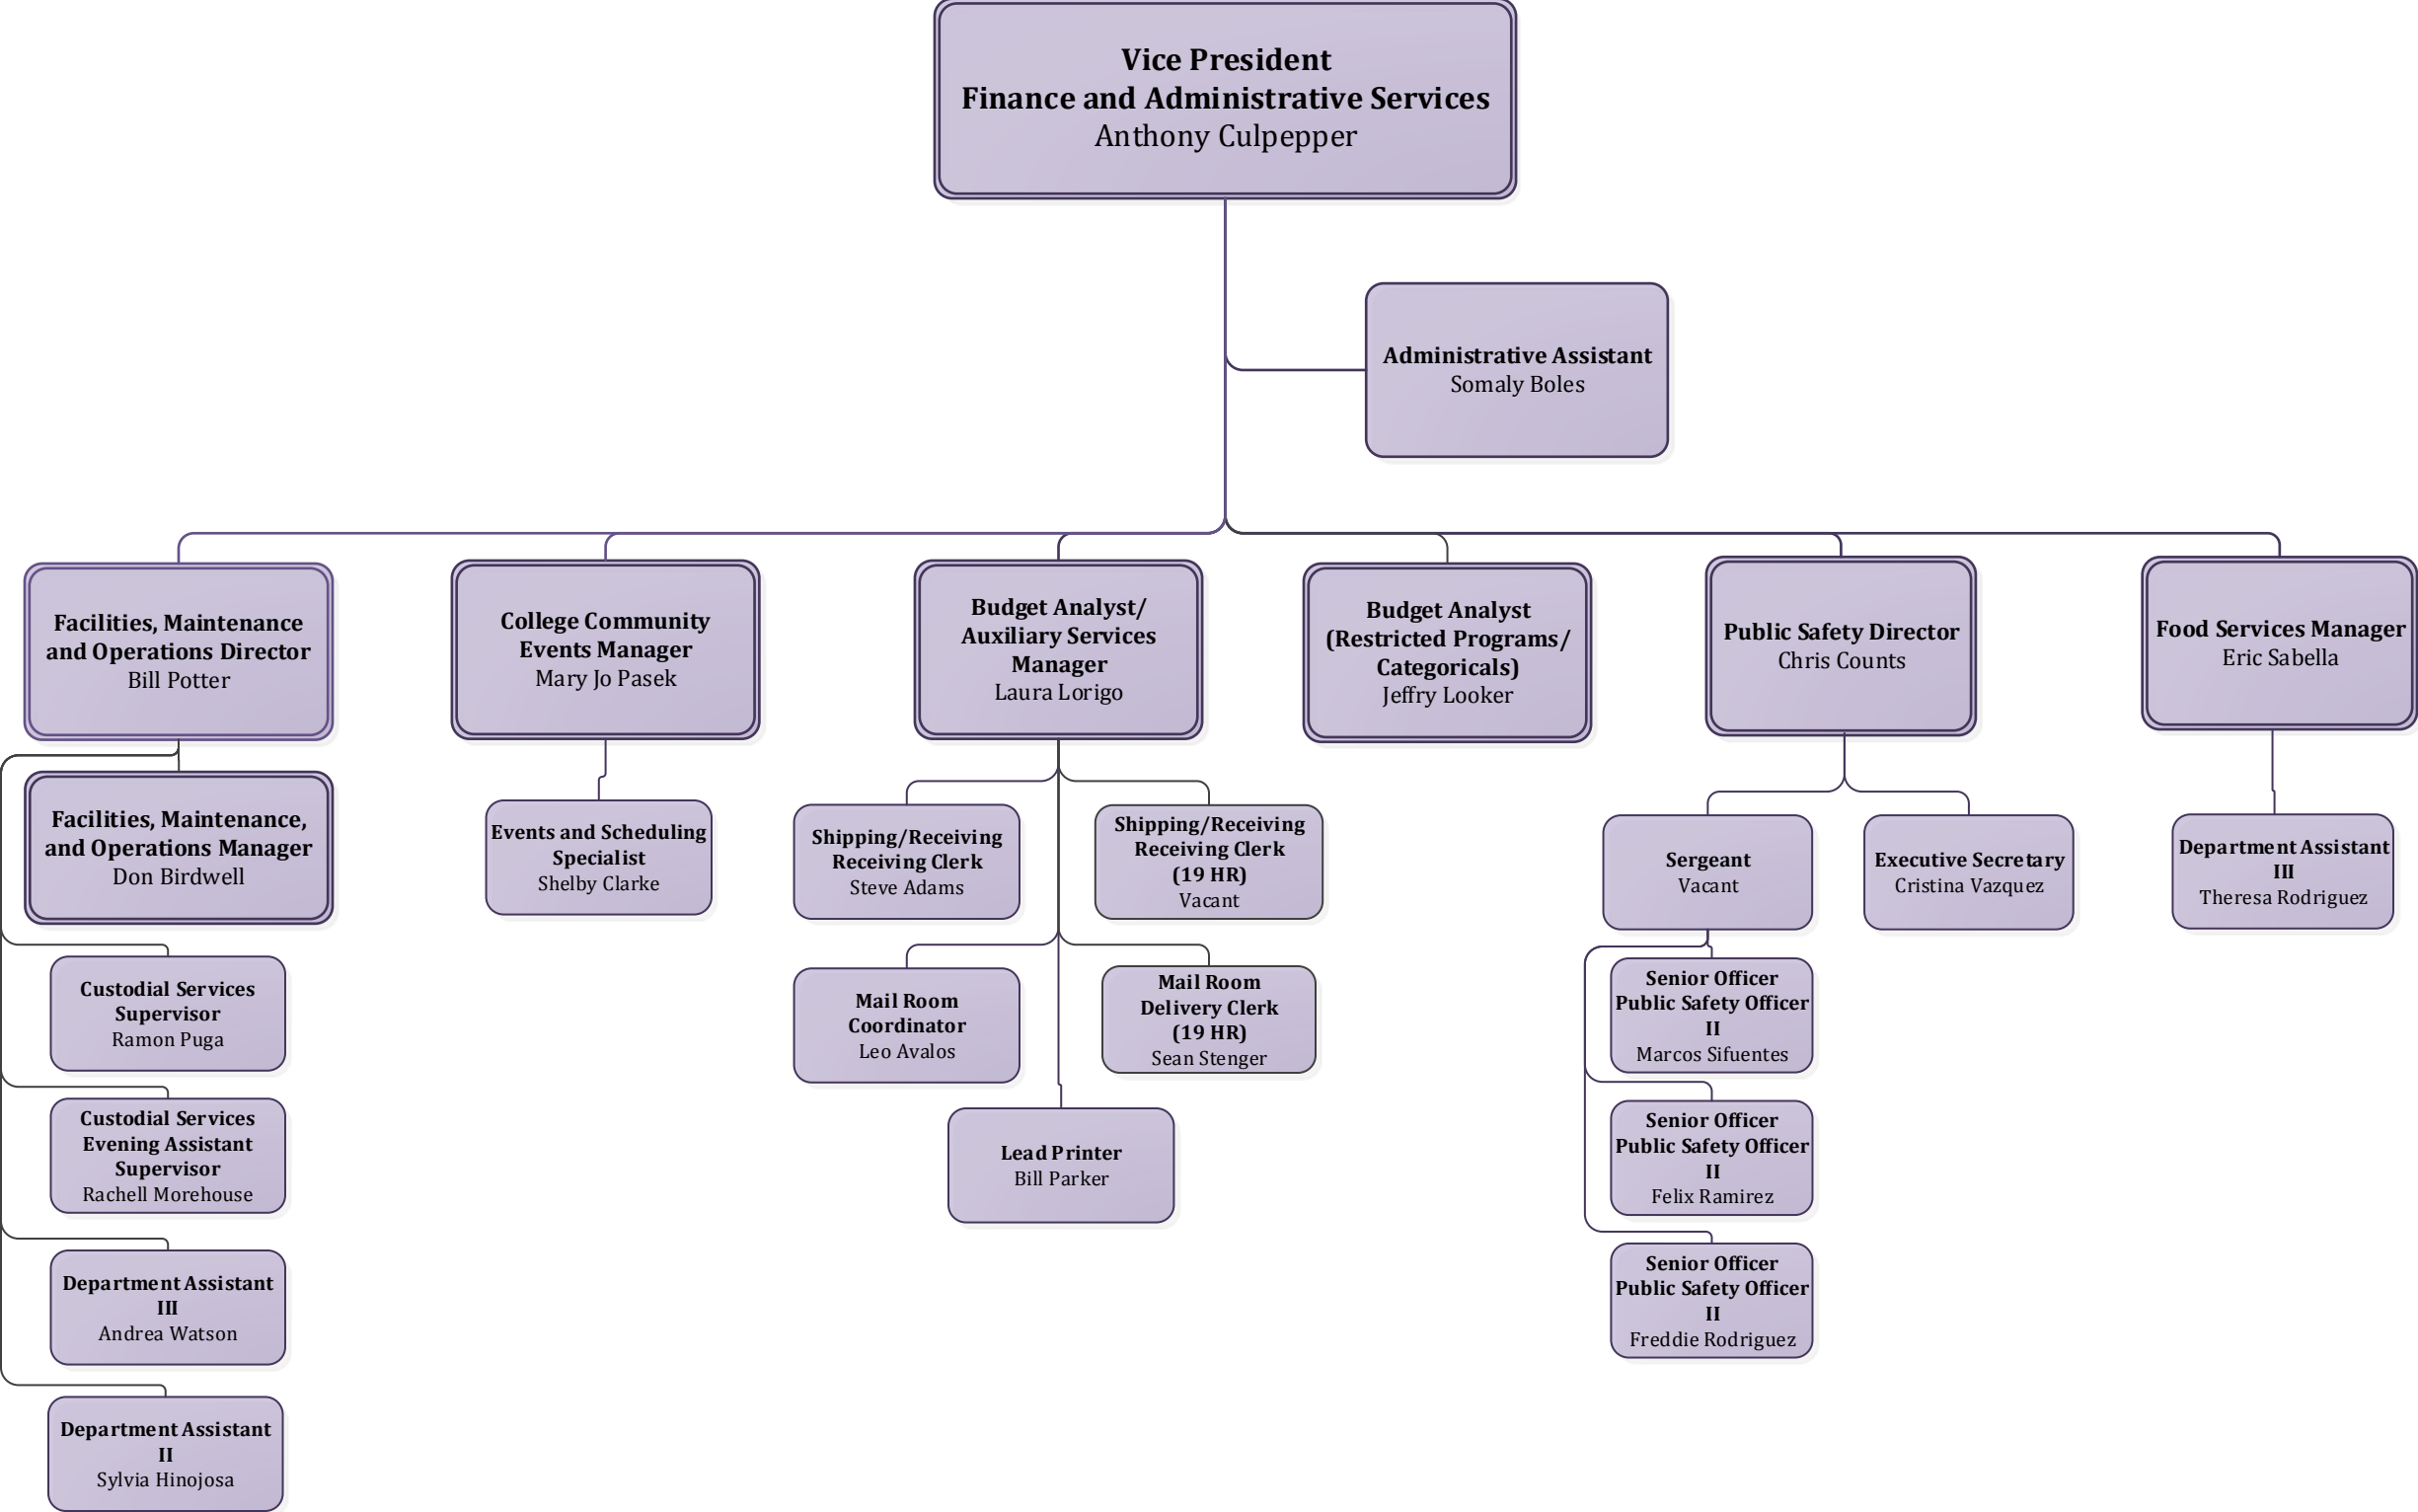 Vice President
Finance and Administrative Services
Anthony Culpepper
Administrative Assistant
Somaly Boles
Facilities, Maintenance
and Operations Director
Bill Potter
College Community
Events Manager
Mary Jo Pasek
Budget Analyst/
Auxiliary Services
Manager
Laura Lorigo
Budget Analyst
(Restricted Programs/
Categoricals)
Jeffry Looker
Public Safety Director
Chris Counts
Food Services Manager
Eric Sabella
Facilities, Maintenance,
and Operations Manager
Don Birdwell
Events and Scheduling
Specialist
Shelby Clarke
Shipping/Receiving
Receiving Clerk
Steve Adams
Shipping/Receiving
Receiving Clerk
(19 HR)
Vacant
Sergeant
Vacant
Executive Secretary
Cristina Vazquez
Department Assistant
III
Theresa Rodriguez
Custodial Services
Supervisor
Ramon Puga
Mail Room
Coordinator
Leo Avalos
Mail Room
Delivery Clerk
(19 HR)
Sean Stenger
Senior Officer
Public Safety Officer
II
Marcos Sifuentes
Custodial Services
Evening Assistant
Supervisor
Rachell Morehouse
Lead Printer
Bill Parker
Senior Officer
Public Safety Officer
II
Felix Ramirez
Department Assistant
III
Andrea Watson
Senior Officer
Public Safety Officer
II
Freddie Rodriguez
Department Assistant
II
Sylvia Hinojosa